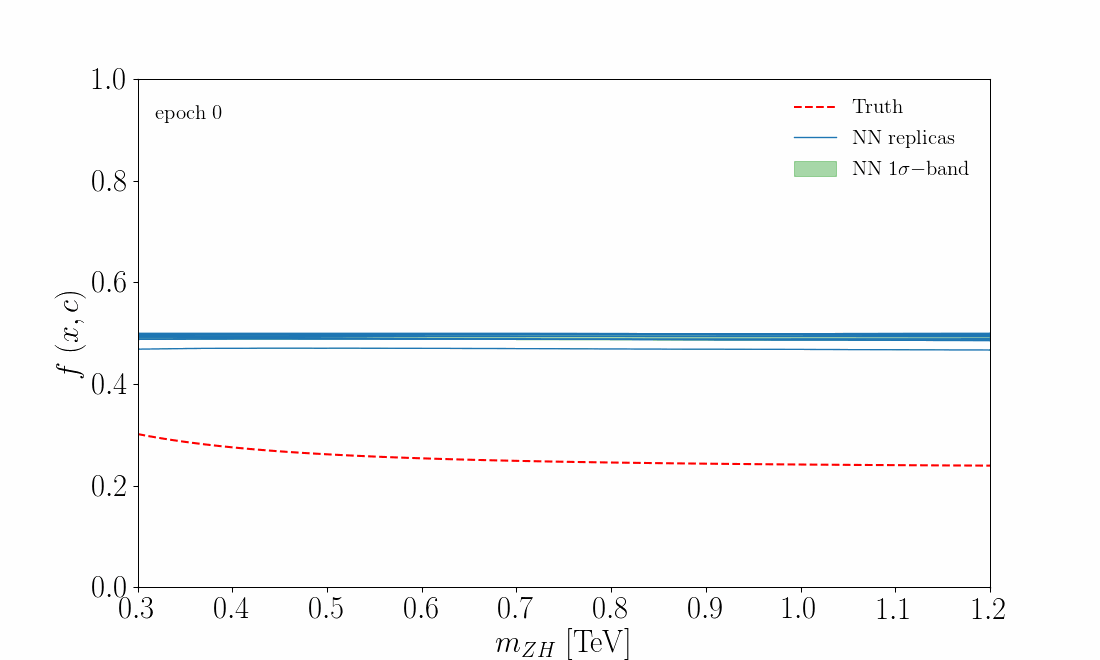 epoch 0
Truth
NN replicas
NN 1σ−band
f (x, c)
1.0
0.8
0.6
0.4
0.2
0.0
0.3 0.4 0.5 0.6 0.7 0.8 0.9 1.0 1.1 1.2
m_{ZH} [TeV]